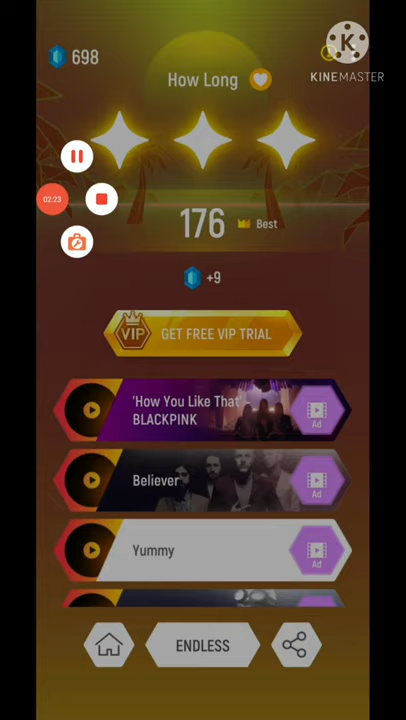 698
K
KINEMASTER
How Long
02:23
176 Best
+9
VIP GET FREE VIP TRIAL
'How You Like That'-
BLACKPINK
Ad
Believer
Ad
Yummy
Ad
ENDLESS